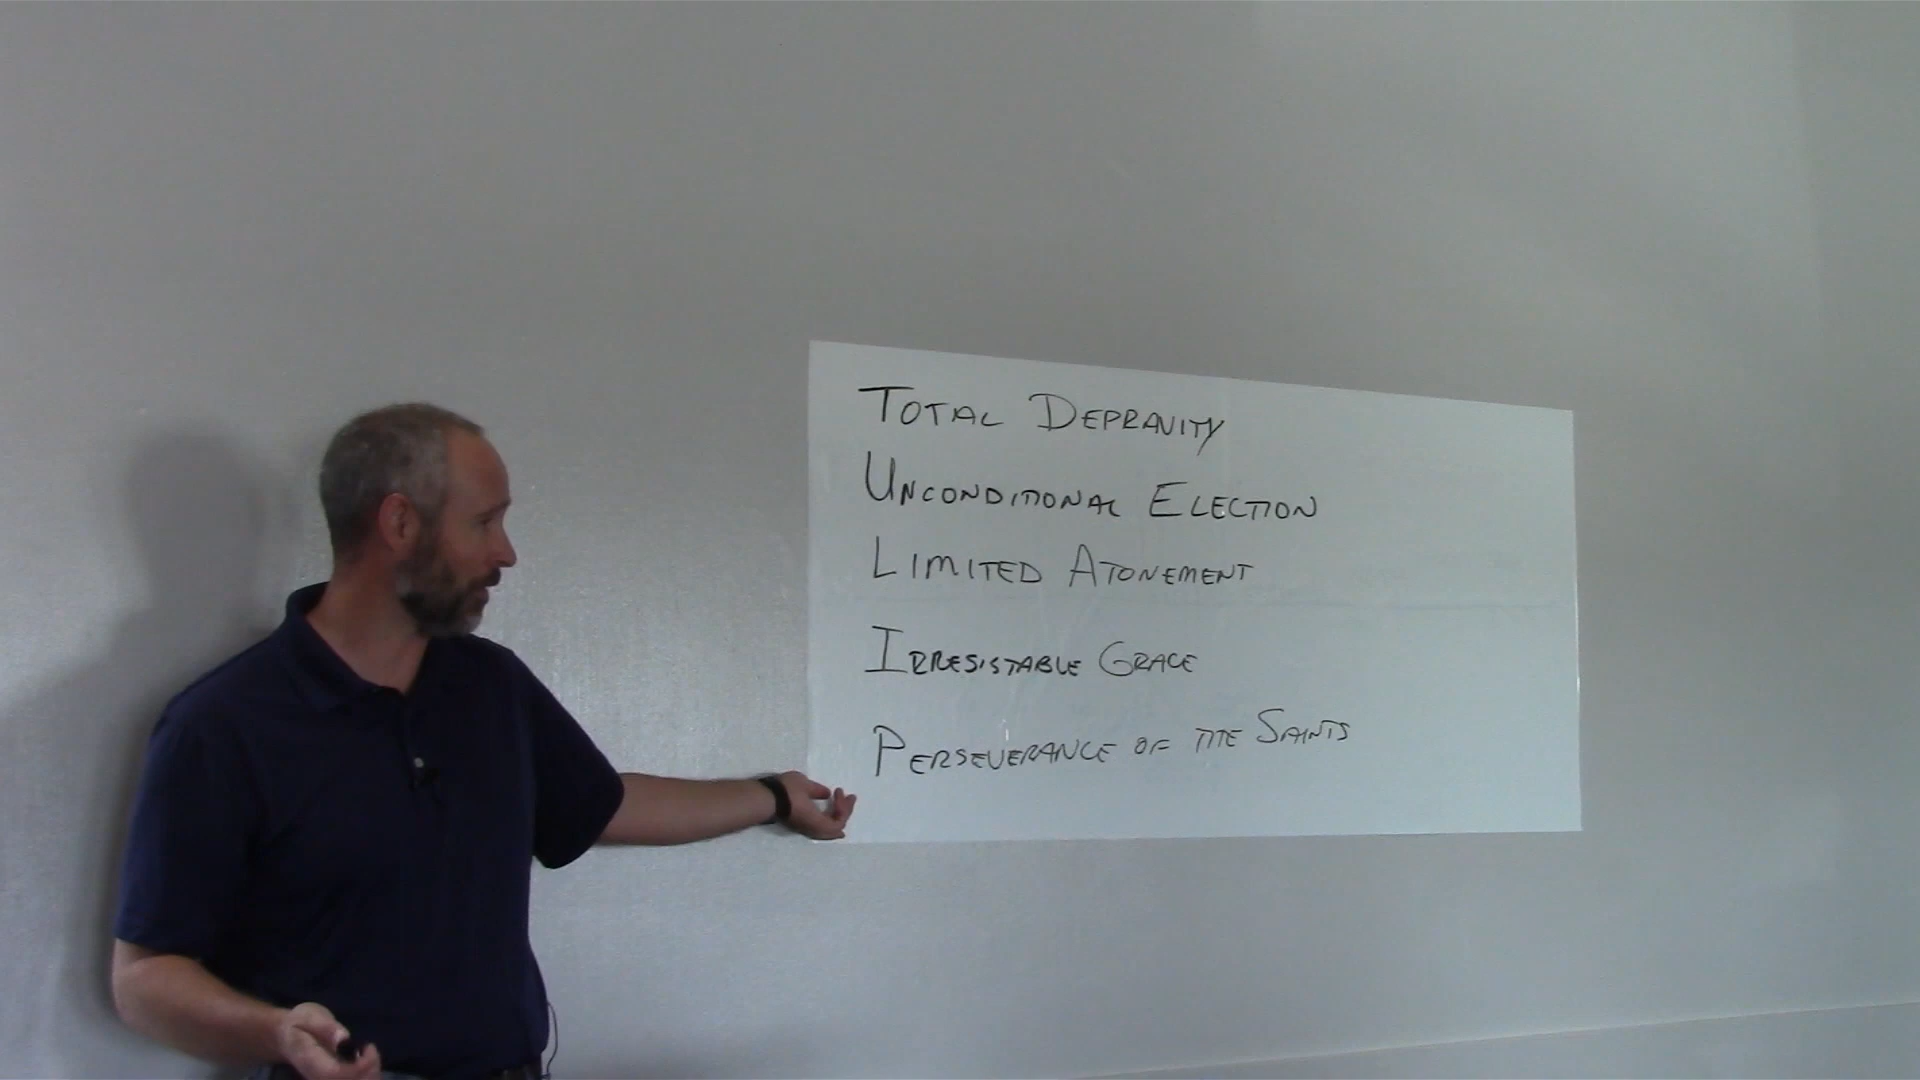 TOTAL DEPRAVITY
UNCONDITIONAL ELECTION
LIMITED ATONEMENT
IRRESISTABLE GRACE
PERSEVERANCE OF THE SAINTS